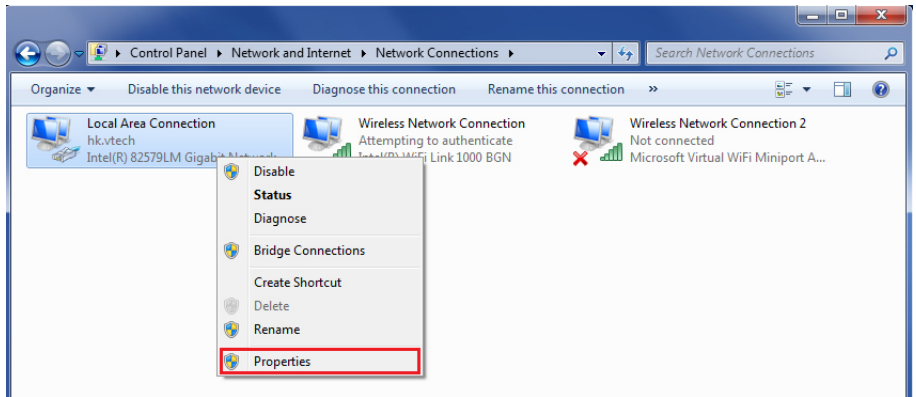 Control Panel ▸ Network and Internet ▸ Network Connections ▸
Search Network Connections
Organize ▾ Disable this network device Diagnose this connection Rename this connection »
Local Area Connection
hk.vtech
Intel(R) 82579LM Gigabit Network
Wireless Network Connection
Attempting to authenticate
Intel(R) WiFi Link 1000 BGN
Wireless Network Connection 2
Not connected
Microsoft Virtual WiFi Miniport A...
Disable
Status
Diagnose
Bridge Connections
Create Shortcut
Delete
Rename
Properties